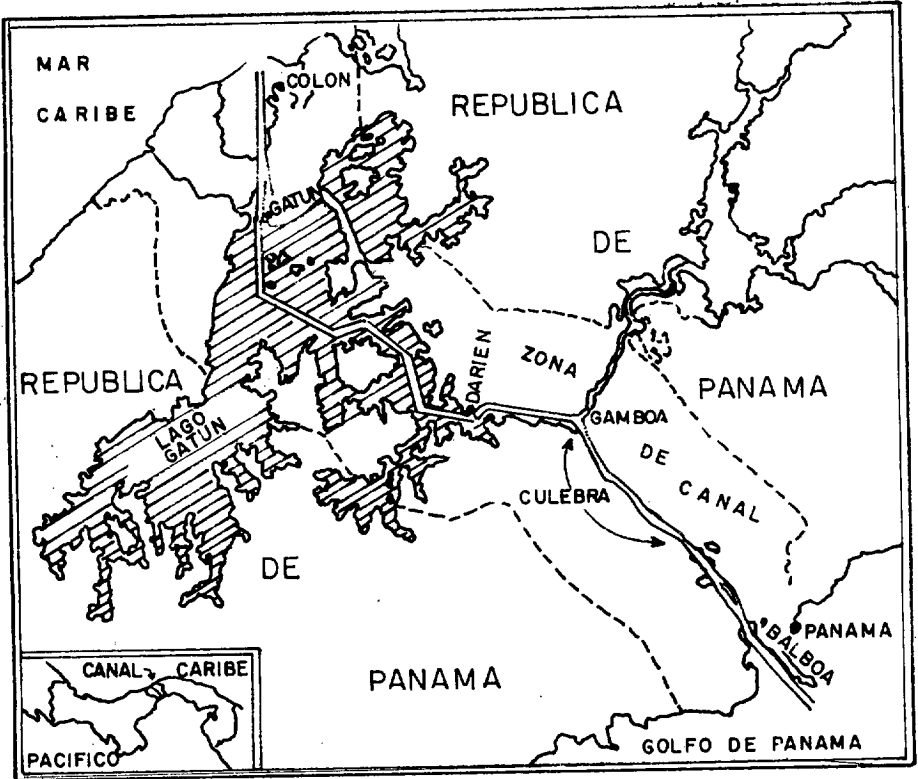 MAR
CARIBE
COLON
REPUBLICA
GATUN
DE
DARIEN
ZONA
REPUBLICA
PANAMA
GAMBOA
LAGO
GATUN
DE
CULEBRA
CANAL
DE
BALBOA
PANAMA
PANAMA
GOLFO DE PANAMA
CANAL
CARIBE
PACIFICO